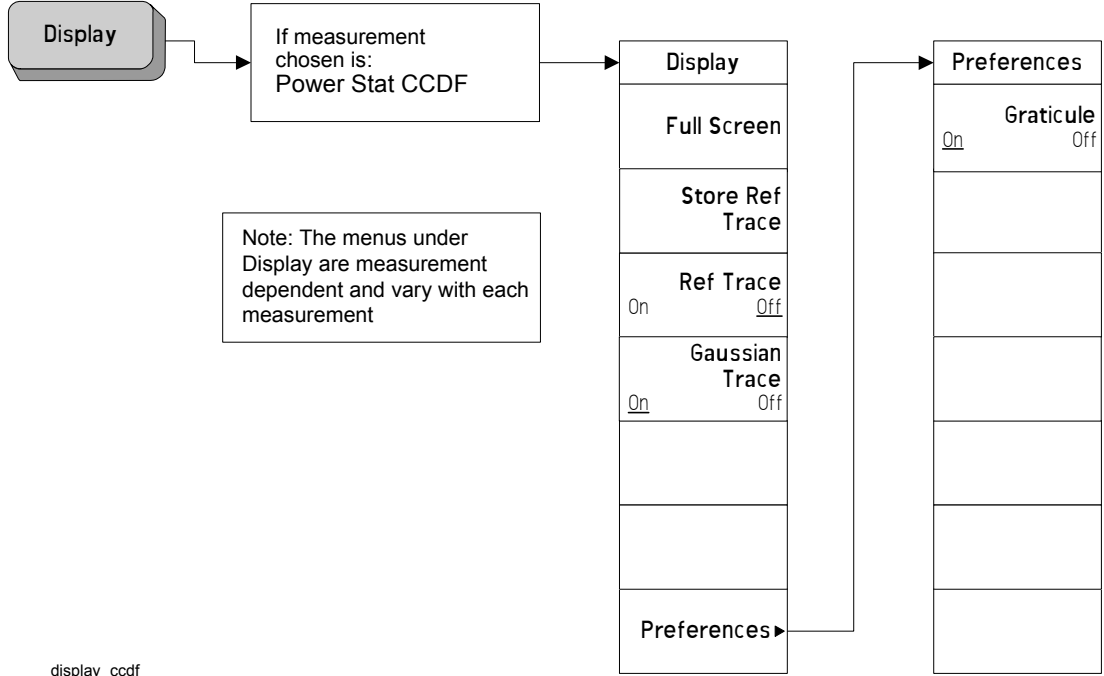 Display
If measurement
chosen is:
Power Stat CCDF
Note: The menus under
Display are measurement
dependent and vary with each
measurement
Display
Full Screen
Store Ref
Trace
Ref Trace
On Off
Gaussian
Trace
On Off
Preferences
Preferences
Graticule
On Off
display_ccdf